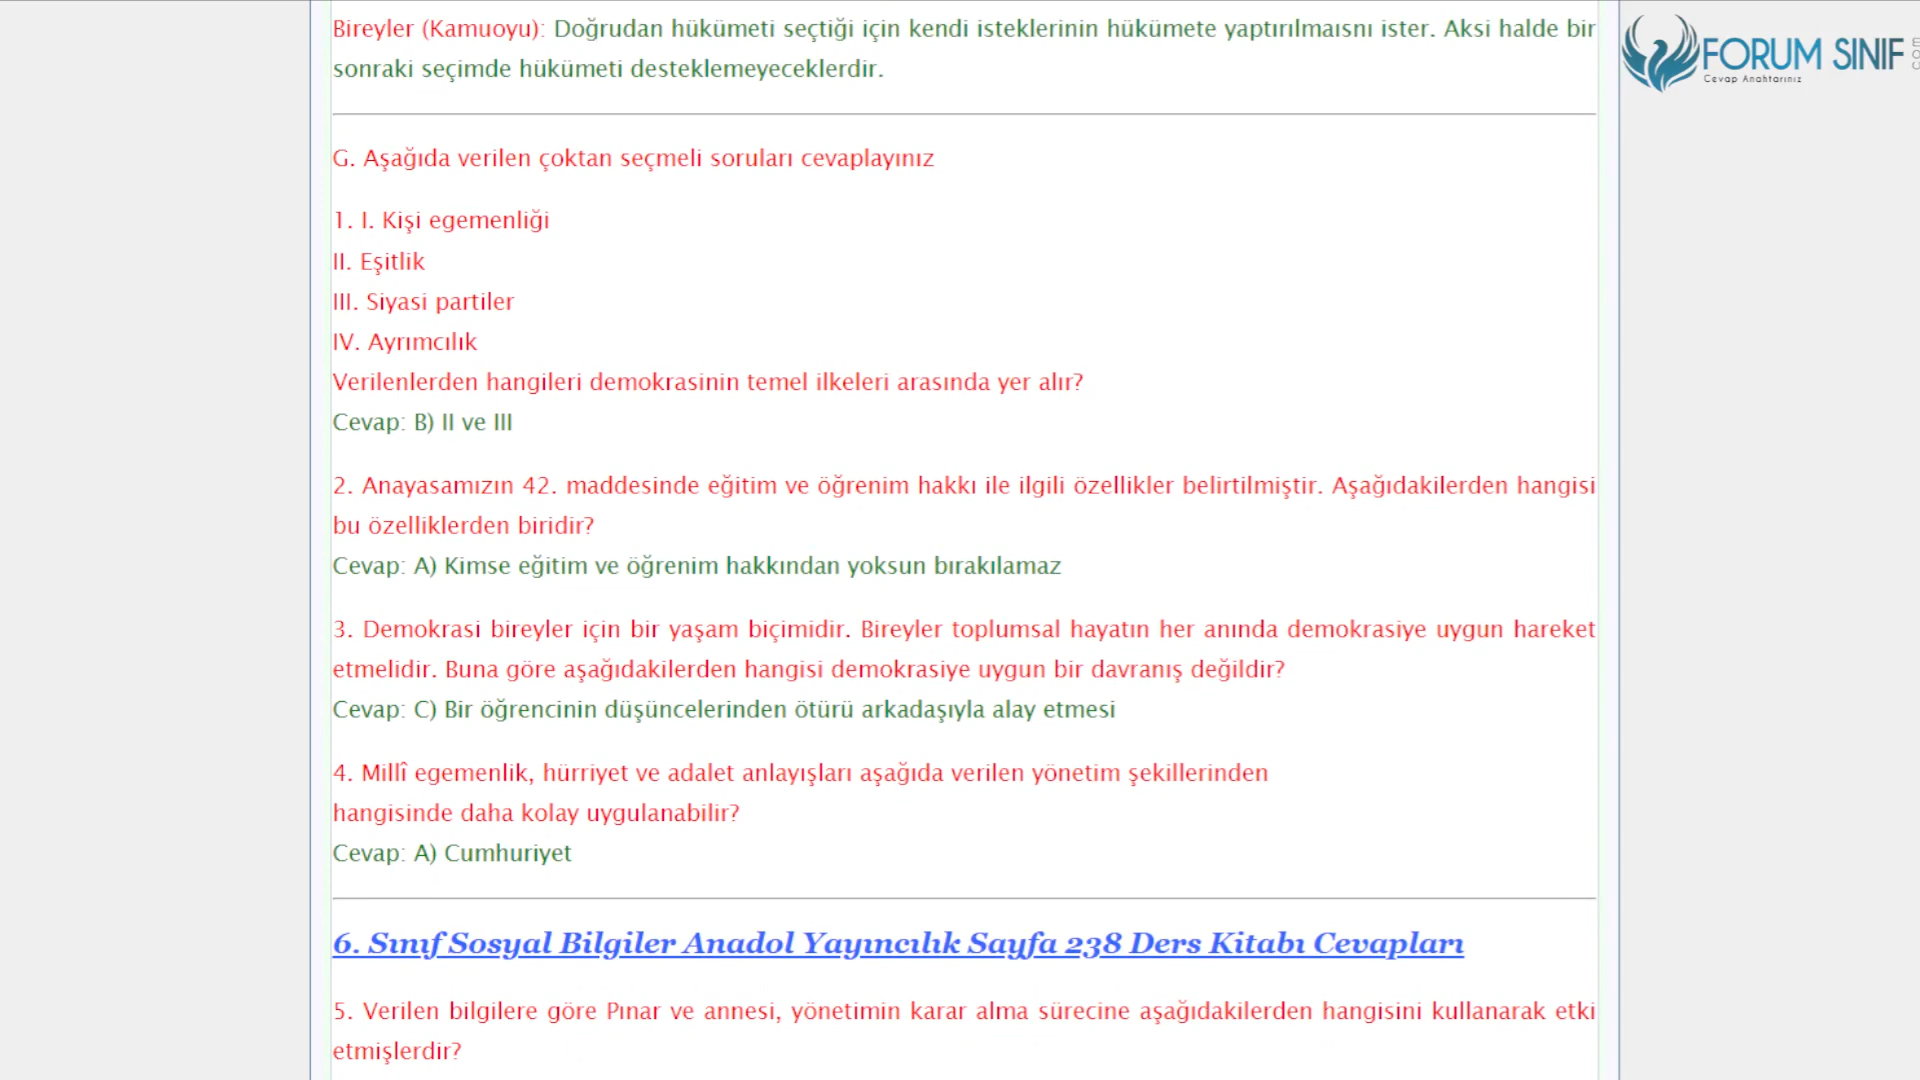 Bireyler (Kamuoyu): Doğrudan hükümeti seçtiği için kendi isteklerinin hükümete yaptırılmaısnı ister. Aksi halde bir
sonraki seçimde hükümeti desteklemeyeceklerdir.
FORUM SINIF
com
Cevap Anahtarınız
G. Aşağıda verilen çoktan seçmeli soruları cevaplayınız
1. I. Kişi egemenliği
II. Eşitlik
III. Siyasi partiler
IV. Ayrımcılık
Verilenlerden hangileri demokrasinin temel ilkeleri arasında yer alır?
Cevap: B) II ve III
2. Anayasamızın 42. maddesinde eğitim ve öğrenim hakkı ile ilgili özellikler belirtilmiştir. Aşağıdakilerden hangisi
bu özelliklerden biridir?
Cevap: A) Kimse eğitim ve öğrenim hakkından yoksun bırakılamaz
3. Demokrasi bireyler için bir yaşam biçimidir. Bireyler toplumsal hayatın her anında demokrasiye uygun hareket
etmelidir. Buna göre aşağıdakilerden hangisi demokrasiye uygun bir davranış değildir?
Cevap: C) Bir öğrencinin düşüncelerinden ötürü arkadaşıyla alay etmesi
4. Millî egemenlik, hürriyet ve adalet anlayışları aşağıda verilen yönetim şekillerinden
hangisinde daha kolay uygulanabilir?
Cevap: A) Cumhuriyet
6. Sınıf Sosyal Bilgiler Anadol Yayıncılık Sayfa 238 Ders Kitabı Cevapları
5. Verilen bilgilere göre Pınar ve annesi, yönetimin karar alma sürecine aşağıdakilerden hangisini kullanarak etki
etmişlerdir?